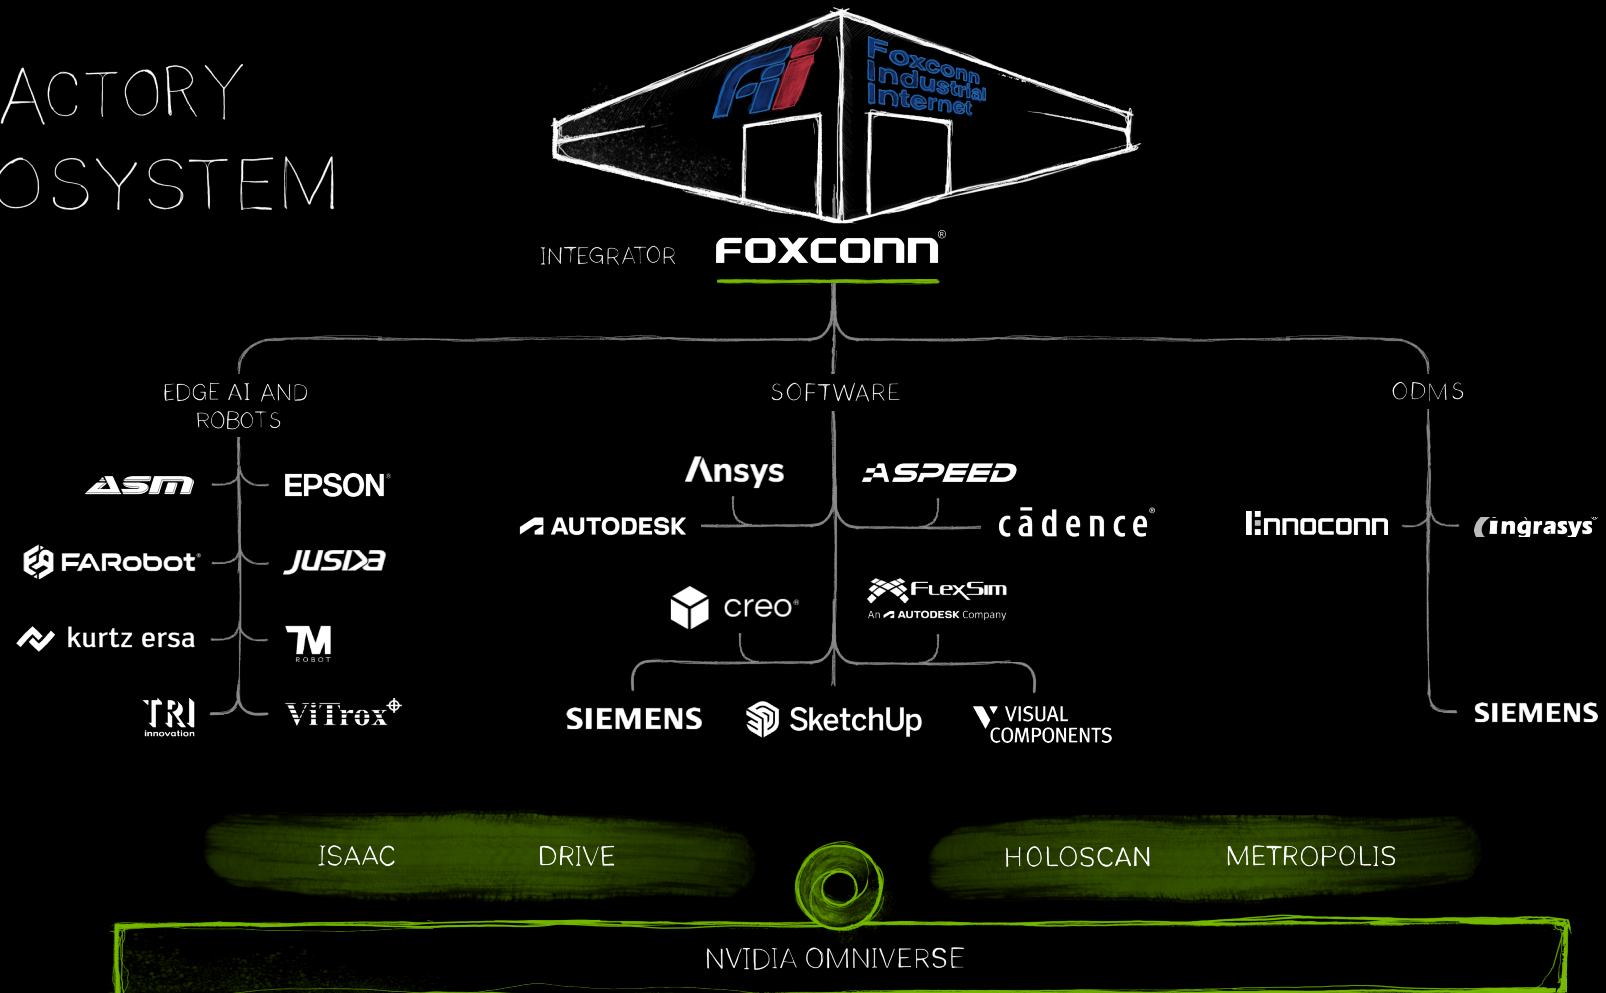 ACTORY
OSYSTEM
Fii
Foxconn
Industrial
Internet
INTEGRATOR
FOXCONN®
EDGE AI AND
ROBOTS
SOFTWARE
ODMS
ASM
EPSON
FARobot®
JUSDA
kurtz ersa
TM
ROBOT
TRI
innovation
ViTrox
Ansys
ASPEED
AUTODESK
cādence®
creo®
FLEXSIM
An AUTODESK Company
SIEMENS
SketchUp
VISUAL
COMPONENTS
Ennoconn
ingrasys
SIEMENS
ISAAC
DRIVE
HOLOSCAN
METROPOLIS
NVIDIA OMNIVERSE